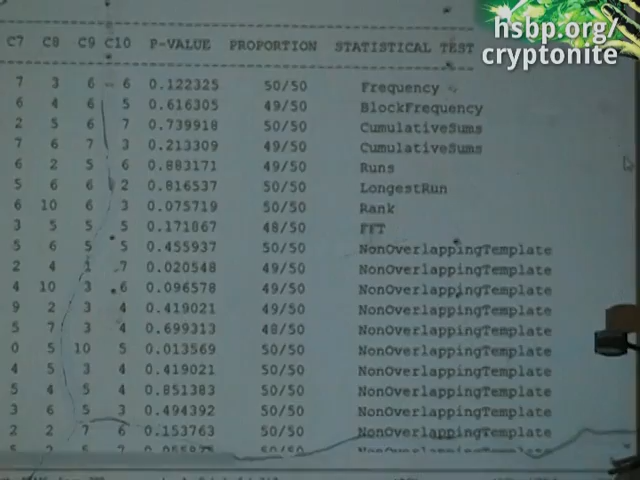 hsbp.org/
cryptonite
C7 C8 C9 C10 P-VALUE PROPORTION STATISTICAL TEST
7 3 6 6 0.122325 50/50 Frequency
6 4 6 5 0.616305 49/50 BlockFrequency
2 5 6 7 0.739918 50/50 CumulativeSums
7 6 7 3 0.213309 49/50 CumulativeSums
6 2 5 6 0.883171 49/50 Runs
5 6 6 2 0.816537 50/50 LongestRun
6 10 6 3 0.075719 50/50 Rank
3 5 5 5 0.171867 48/50 FFT
5 6 5 5 0.455937 50/50 NonOverlappingTemplate
2 4 1 7 0.020548 49/50 NonOverlappingTemplate
4 10 3 6 0.096578 49/50 NonOverlappingTemplate
9 2 3 4 0.419021 49/50 NonOverlappingTemplate
5 7 3 4 0.699313 48/50 NonOverlappingTemplate
0 5 10 5 0.013569 50/50 NonOverlappingTemplate
4 5 3 4 0.419021 50/50 NonOverlappingTemplate
5 4 5 4 0.851383 50/50 NonOverlappingTemplate
3 6 5 3 0.494392 50/50 NonOverlappingTemplate
2 2 7 6 0.153763 50/50 NonOverlappingTemplate
50/50 NonOverlappingTemplate